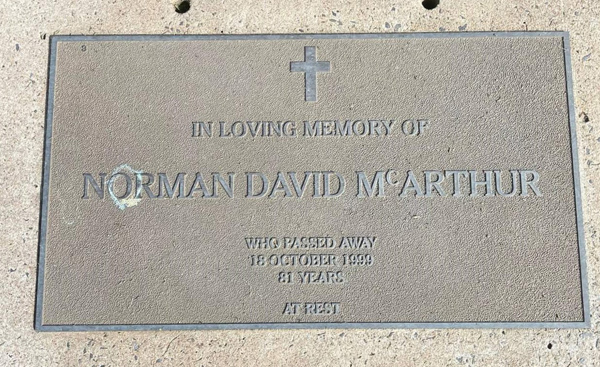 IN LOVING MEMORY OF
NORMAN DAVID McARTHUR
WHO PASSED AWAY
18 OCTOBER 1999
81 YEARS
AT REST